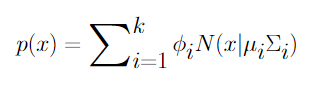 p(x) = ∑_{i=1}^{k} ϕ_i N(x|μ_i Σ_i)